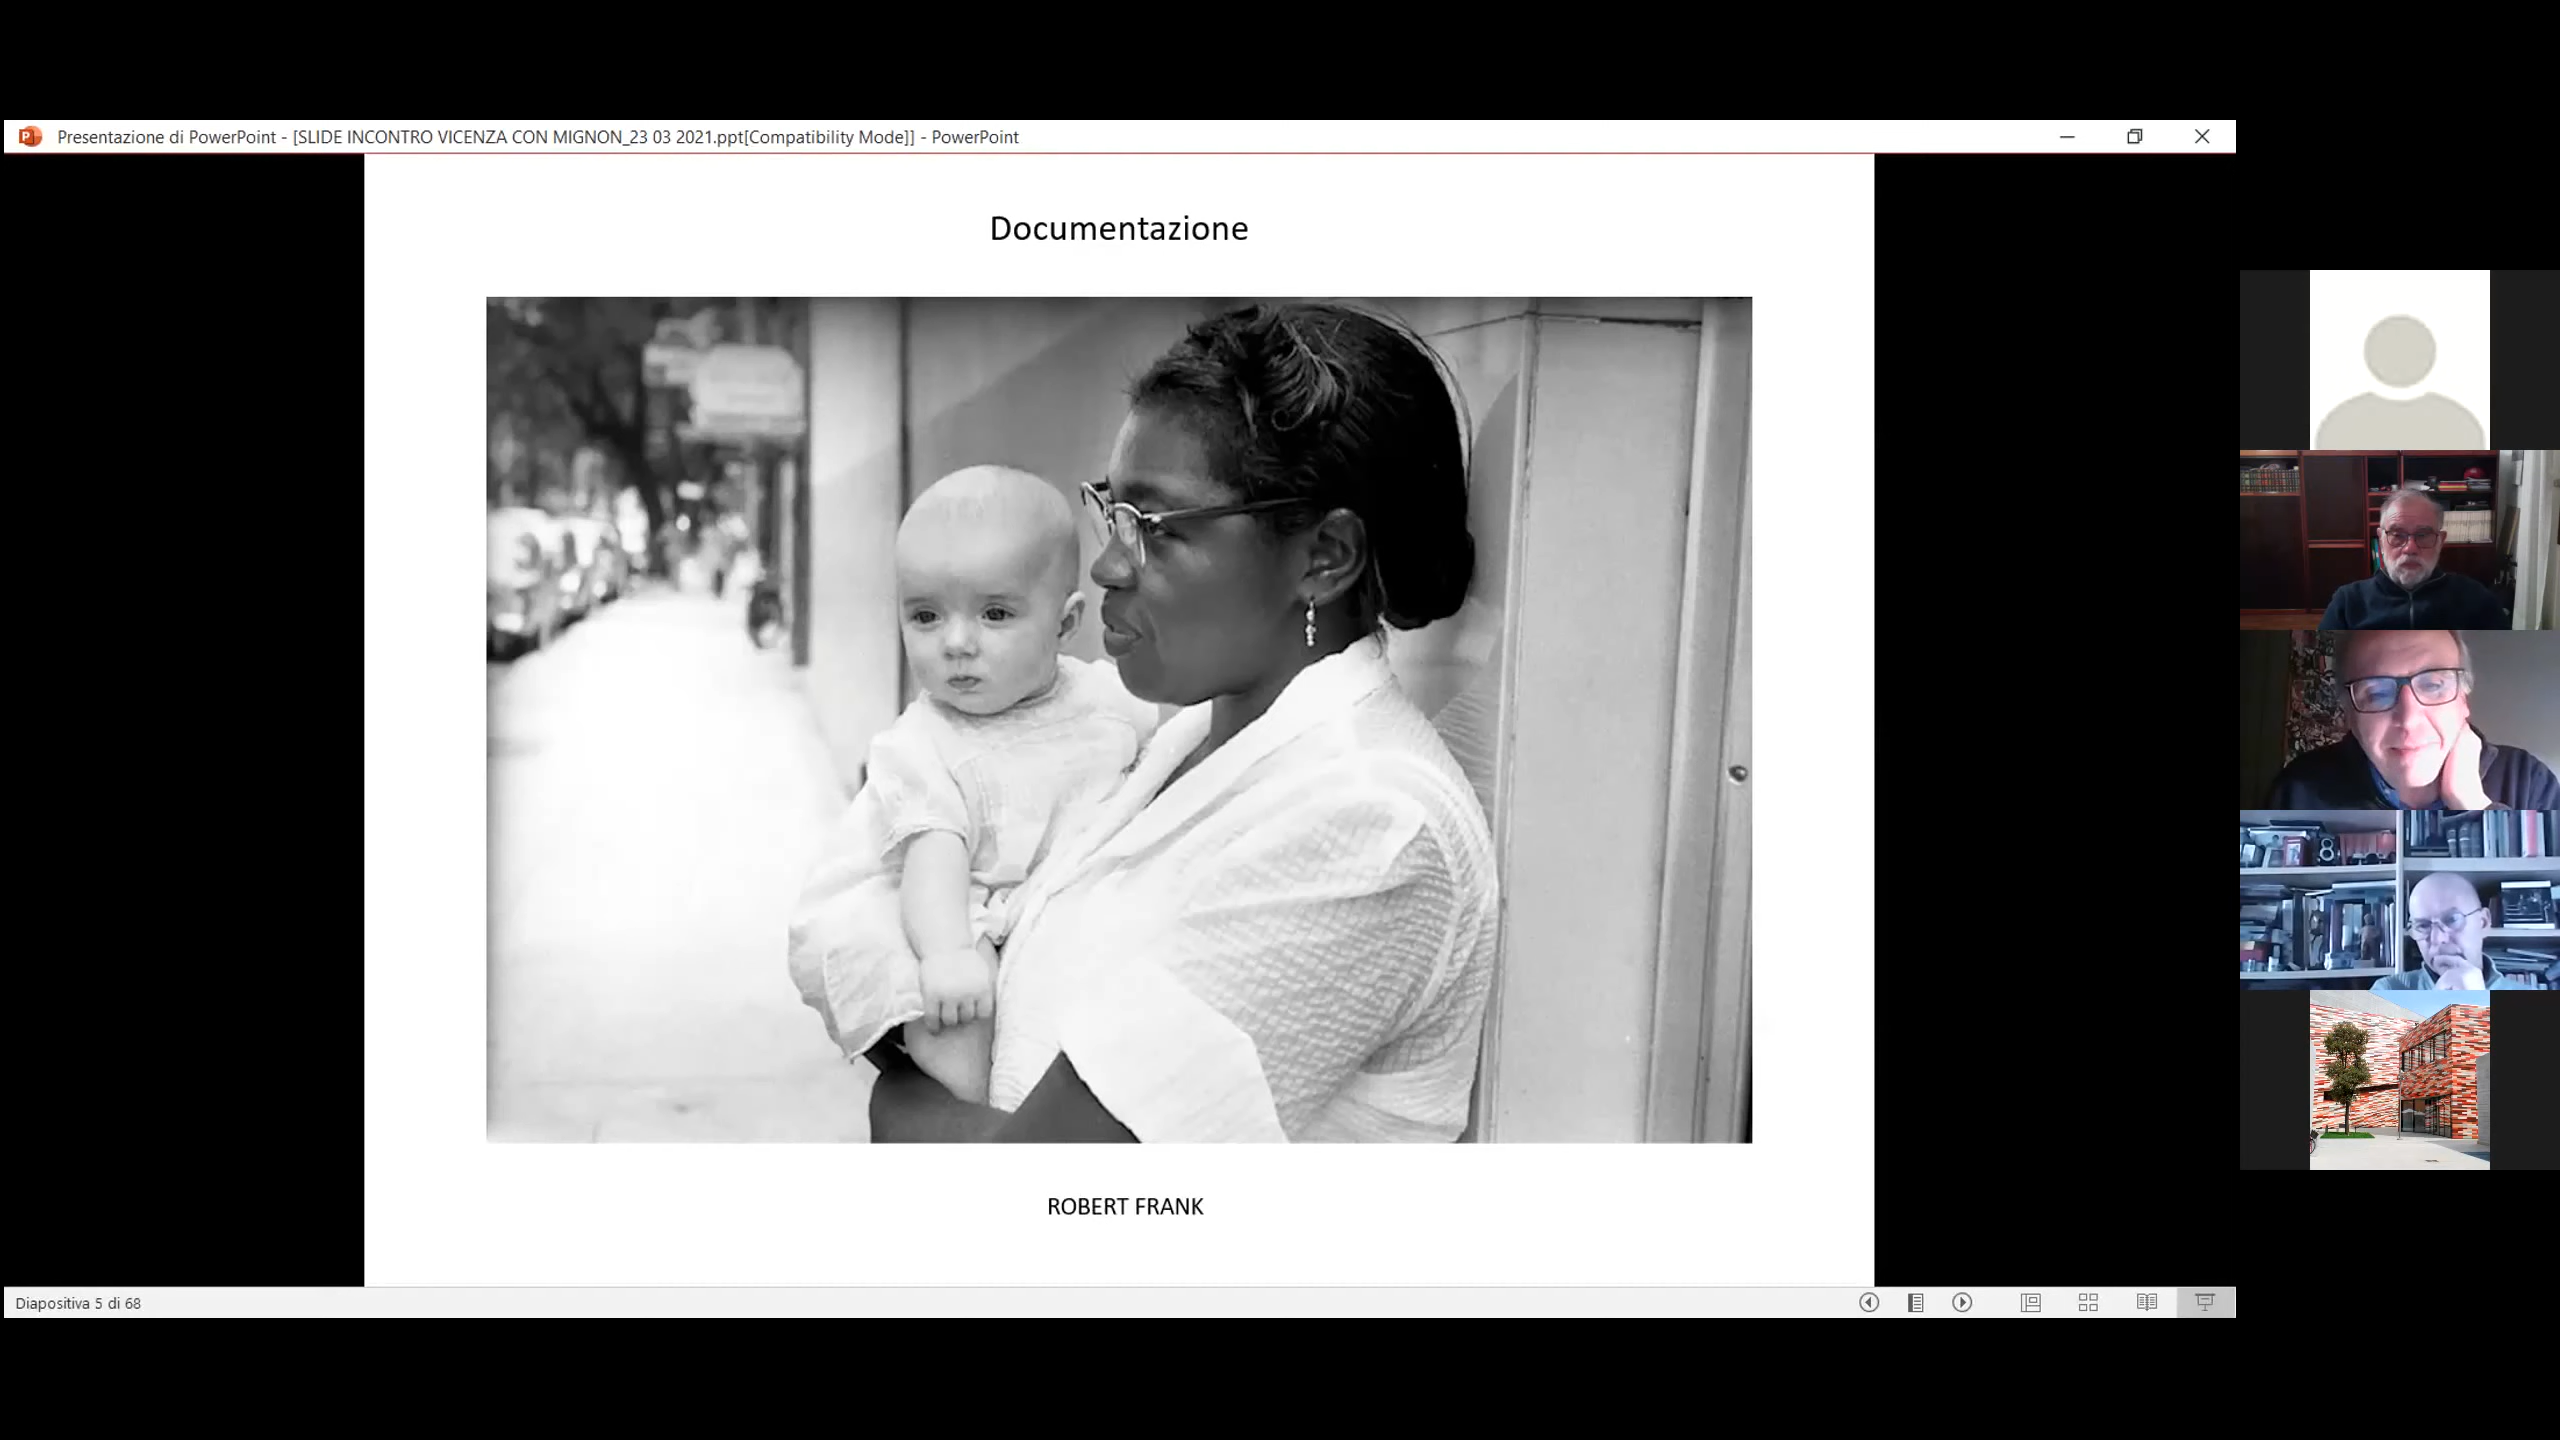 Presentazione di PowerPoint - [SLIDE INCONTRO VICENZA CON MIGNON_23 03 2021.ppt[Compatibility Mode]] - PowerPoint
Documentazione
ROBERT FRANK
Diapositiva 5 di 68